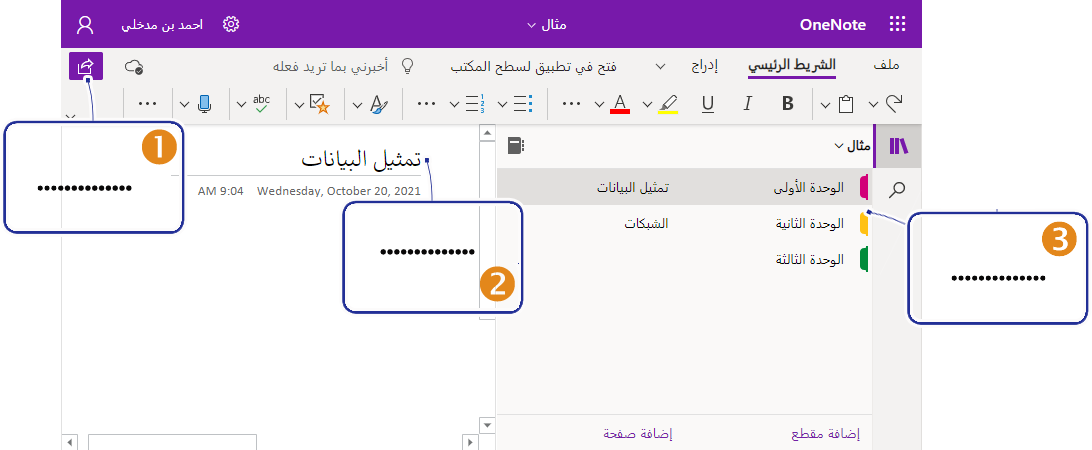 OneNote
مثال
احمد بن مدخلي
ملف
الشريط الرئيسي
إدراج
فتح في تطبيق لسطح المكتب
أخبرني بما تريد فعله
B I U A abc A
مثال
الوحدة الأولى
تمثيل البيانات
الوحدة الثانية
الشبكات
الوحدة الثالثة
إضافة مقطع
إضافة صفحة
تمثيل البيانات
Wednesday, October 20, 2021 9:04 AM
1
..............
2
..............
3
..............